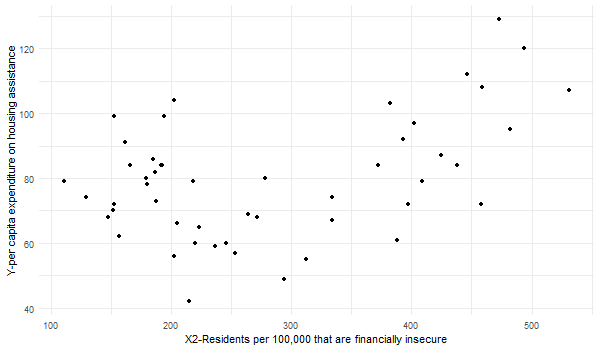 Y-per capita expenditure on housing assistance
120
100
80
60
40
100 200 300 400 500
X2-Residents per 100,000 that are financially insecure